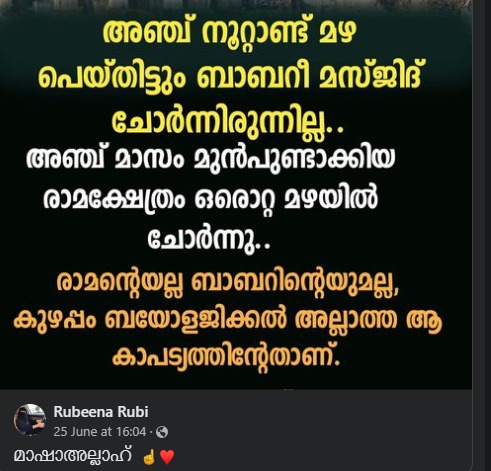 അഞ്ച് നൂറ്റാണ്ട് മഴ
പെയ്തിട്ടും ബാബറീ മസ്ജിദ്
ചോർന്നിരുന്നില്ല..
അഞ്ച് മാസം മുൻപുണ്ടാക്കിയ
രാമക്ഷേത്രം ഒരൊറ്റ മഴയിൽ
ചോർന്നു..
രാമന്റെയല്ല ബാബറിന്റെയുമല്ല,
കുഴപ്പം ബയോളജിക്കൽ അല്ലാത്ത ആ
കാപട്യത്തിന്റേതാണ്.
Rubeena Rubi
25 June at 16:04 ·
മാഷാഅല്ലാഹ് ☝️❤️